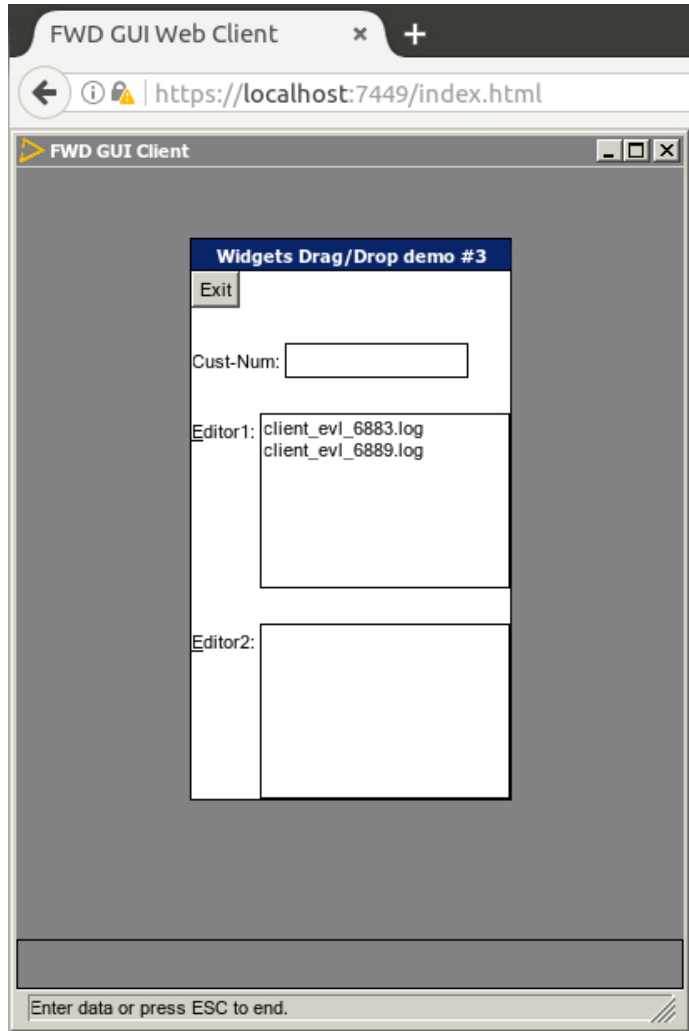 FWD GUI Web Client
https://localhost:7449/index.html
FWD GUI Client
Widgets Drag/Drop demo #3
Exit
Cust-Num:
Editor1: client_evl_6883.log
client_evl_6889.log
Editor2:
Enter data or press ESC to end.